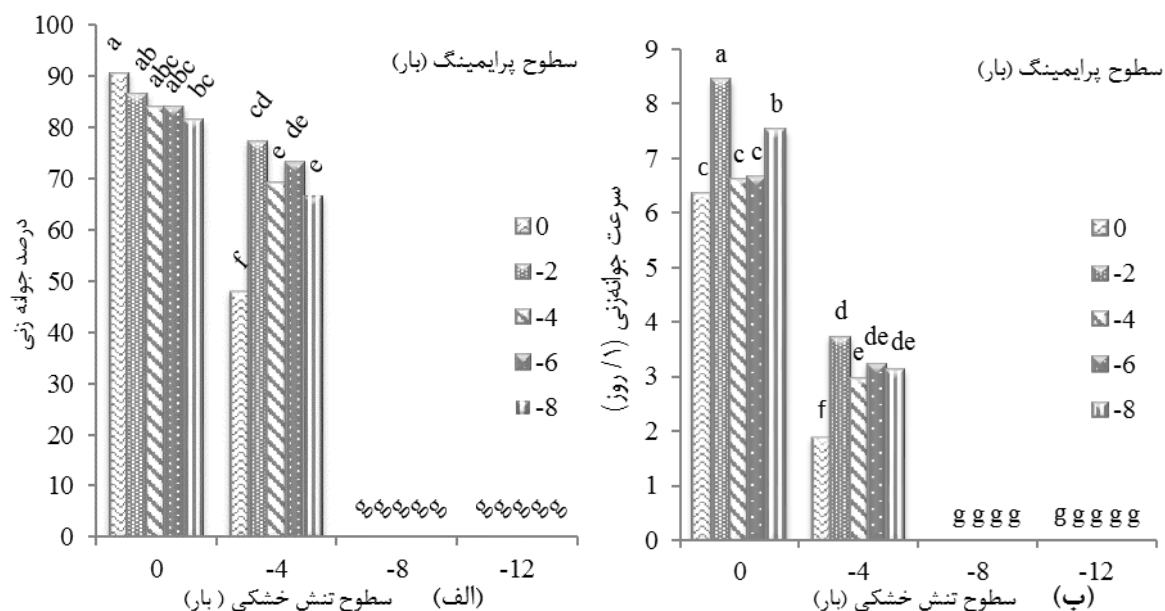 100
90
80
70
60
50
40
30
20
10
0
درصد جوانه زنی
سطوح پرایمینگ (بار)
0
-2
-4
-6
-8
a
ab
abc
abc
bc
f
cd
e
de
e
g g g g g
g g g g g
0 -4 -8 -12
سطوح تنش خشکی ( بار) (الف)
9
8
7
6
5
4
3
2
1
0
سرعت جوانه‌زنی (۱/ روز)
سطوح پرایمینگ (بار)
0
-2
-4
-6
-8
c
a
c
c
b
f
d
e
de
de
g g g g
g g g g g
0 -4 -8 -12
سطوح تنش خشکی (بار) (ب)